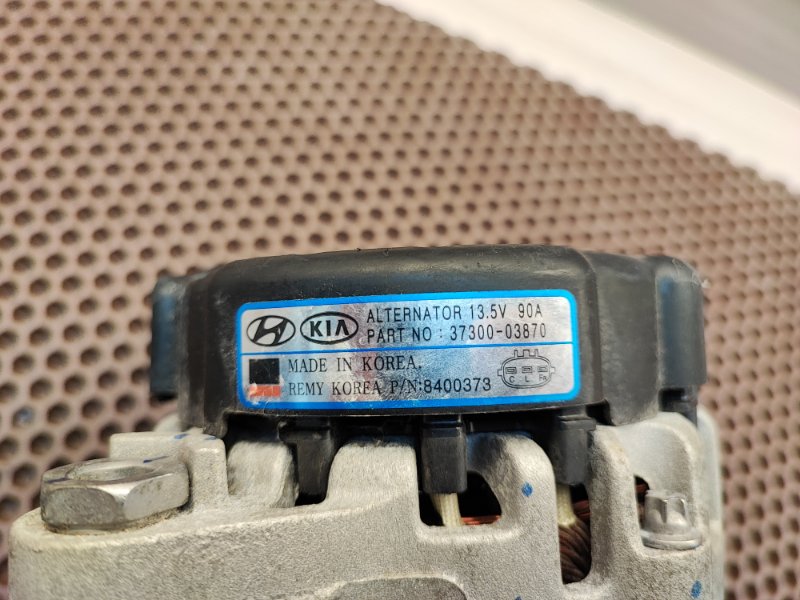 KIA
ALTERNATOR 13.5V 90A
PART NO : 37300-03870
MADE IN KOREA.
REMY KOREA P/N:8400373
C L FR